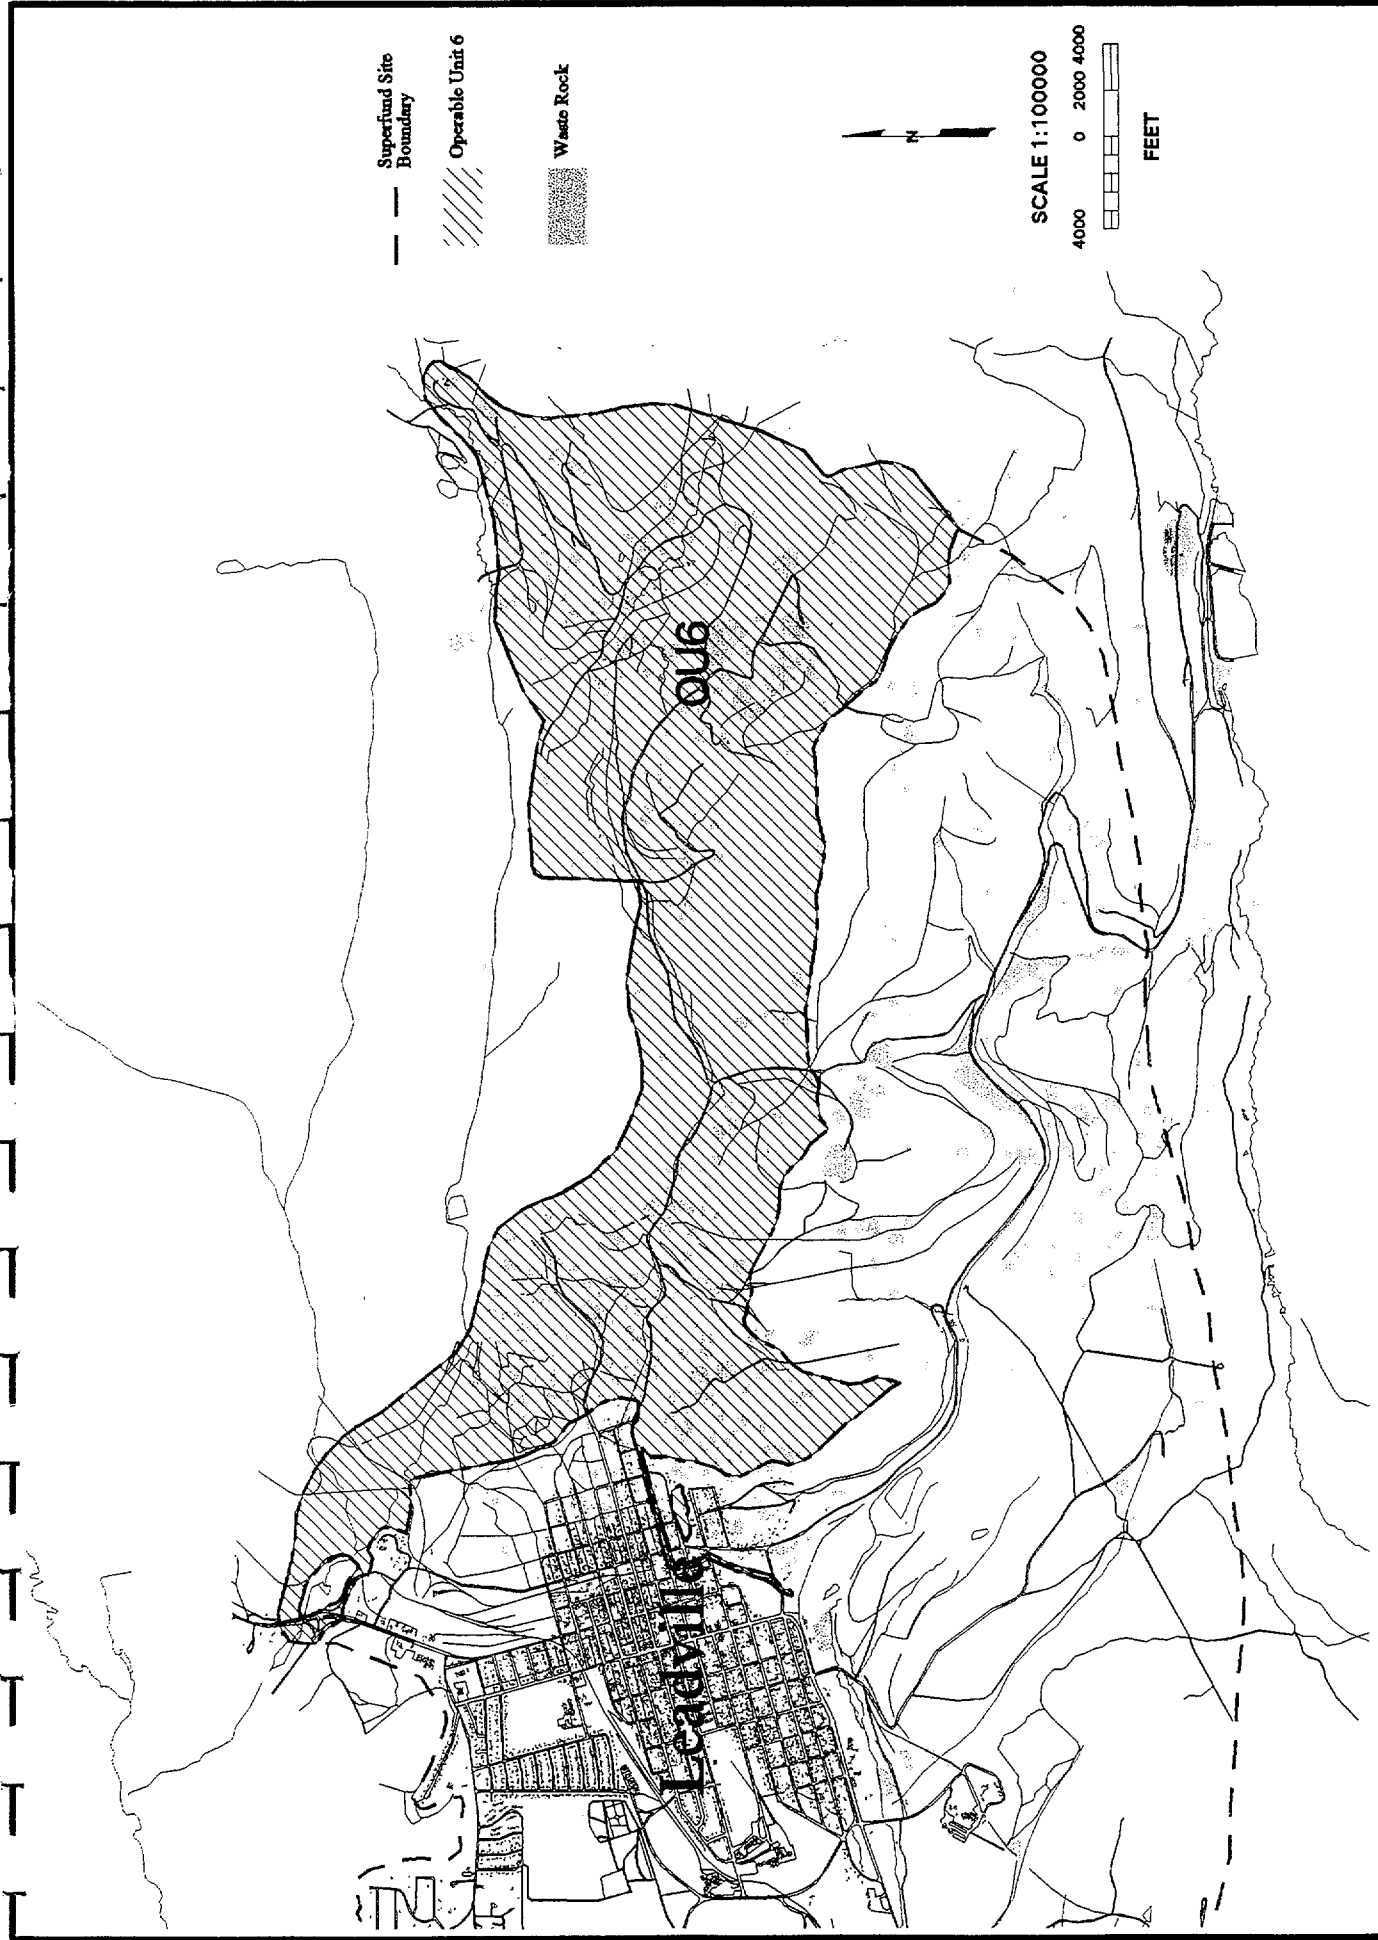 Superfund Site
Boundary
Operable Unit 6
Waste Rock
N
SCALE 1:100000
4000 0 2000 4000
FEET
OU6
Leadville